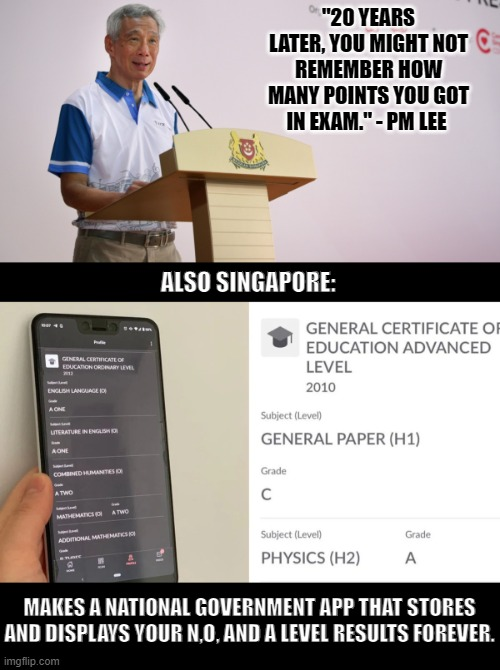 "20 YEARS
LATER, YOU MIGHT NOT
REMEMBER HOW
MANY POINTS YOU GOT
IN EXAM." - PM LEE
ALSO SINGAPORE:
Profile
GENERAL CERTIFICATE OF
EDUCATION ORDINARY LEVEL
2011
Subject (Level)
ENGLISH LANGUAGE (O)
Grade
A ONE
Subject (Level)
LITERATURE IN ENGLISH (O)
Grade
A ONE
Subject (Level)
COMBINED HUMANITIES (O)
Grade
A TWO
Subject (Level) Grade
MATHEMATICS (O) A TWO
Subject (Level)
ADDITIONAL MATHEMATICS (O)
Grade
GENERAL CERTIFICATE OF
EDUCATION ADVANCED
LEVEL
2010
Subject (Level)
GENERAL PAPER (H1)
Grade
C
Subject (Level) Grade
PHYSICS (H2) A
MAKES A NATIONAL GOVERNMENT APP THAT STORES
AND DISPLAYS YOUR N,O, AND A LEVEL RESULTS FOREVER.
imgflip.com